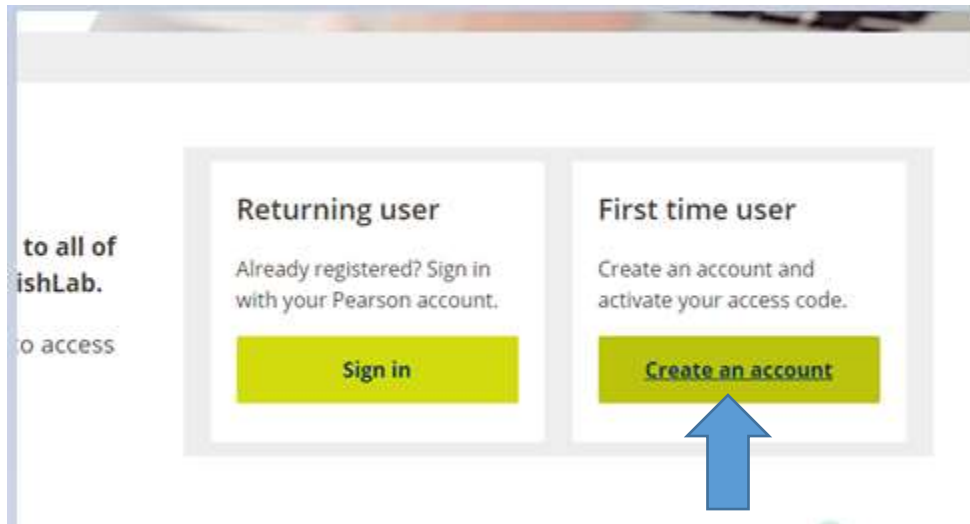 to all of
ishLab.
to access
Returning user
Already registered? Sign in
with your Pearson account.
Sign in
First time user
Create an account and
activate your access code.
Create an account